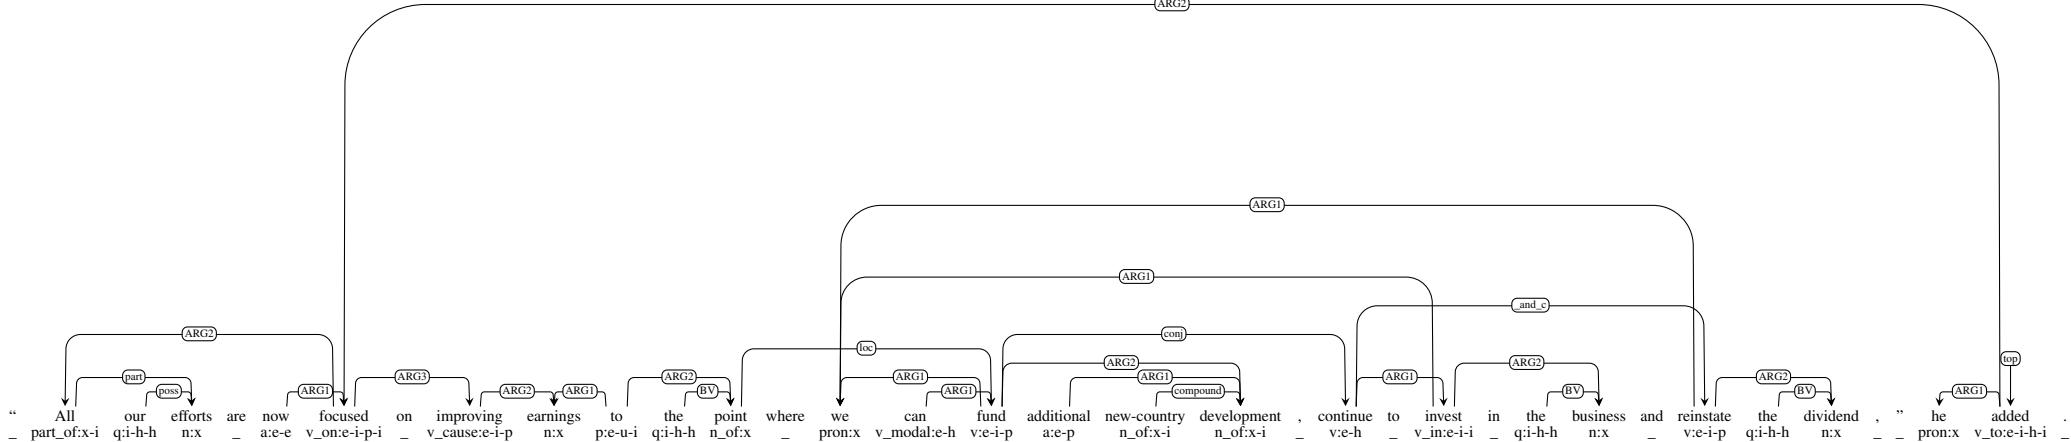 ARG2
ARG1
ARG1
_and_c
ARG2 conj
loc top
ARG2 ARG2
part ARG3 ARG2 ARG1 ARG1 ARG1 ARG2
poss ARG1 ARG2 ARG1 BV ARG1 compound BV BV ARG1
“ All our efforts are now focused on improving earnings to the point where we can fund additional new-country development , continue to invest in the business and reinstate the dividend , ” he added .
_ part_of:x-i q:i-h-h n:x _ a:e-e v_on:e-i-p-i _ v_cause:e-i-p n:x p:e-u-i q:i-h-h n_of:x _ pron:x v_modal:e-h v:e-i-p a:e-p n_of:x-i n_of:x-i _ v:e-h _ v_in:e-i-i _ q:i-h-h n:x _ v:e-i-p q:i-h-h n:x _ _ pron:x v_to:e-i-h-i _